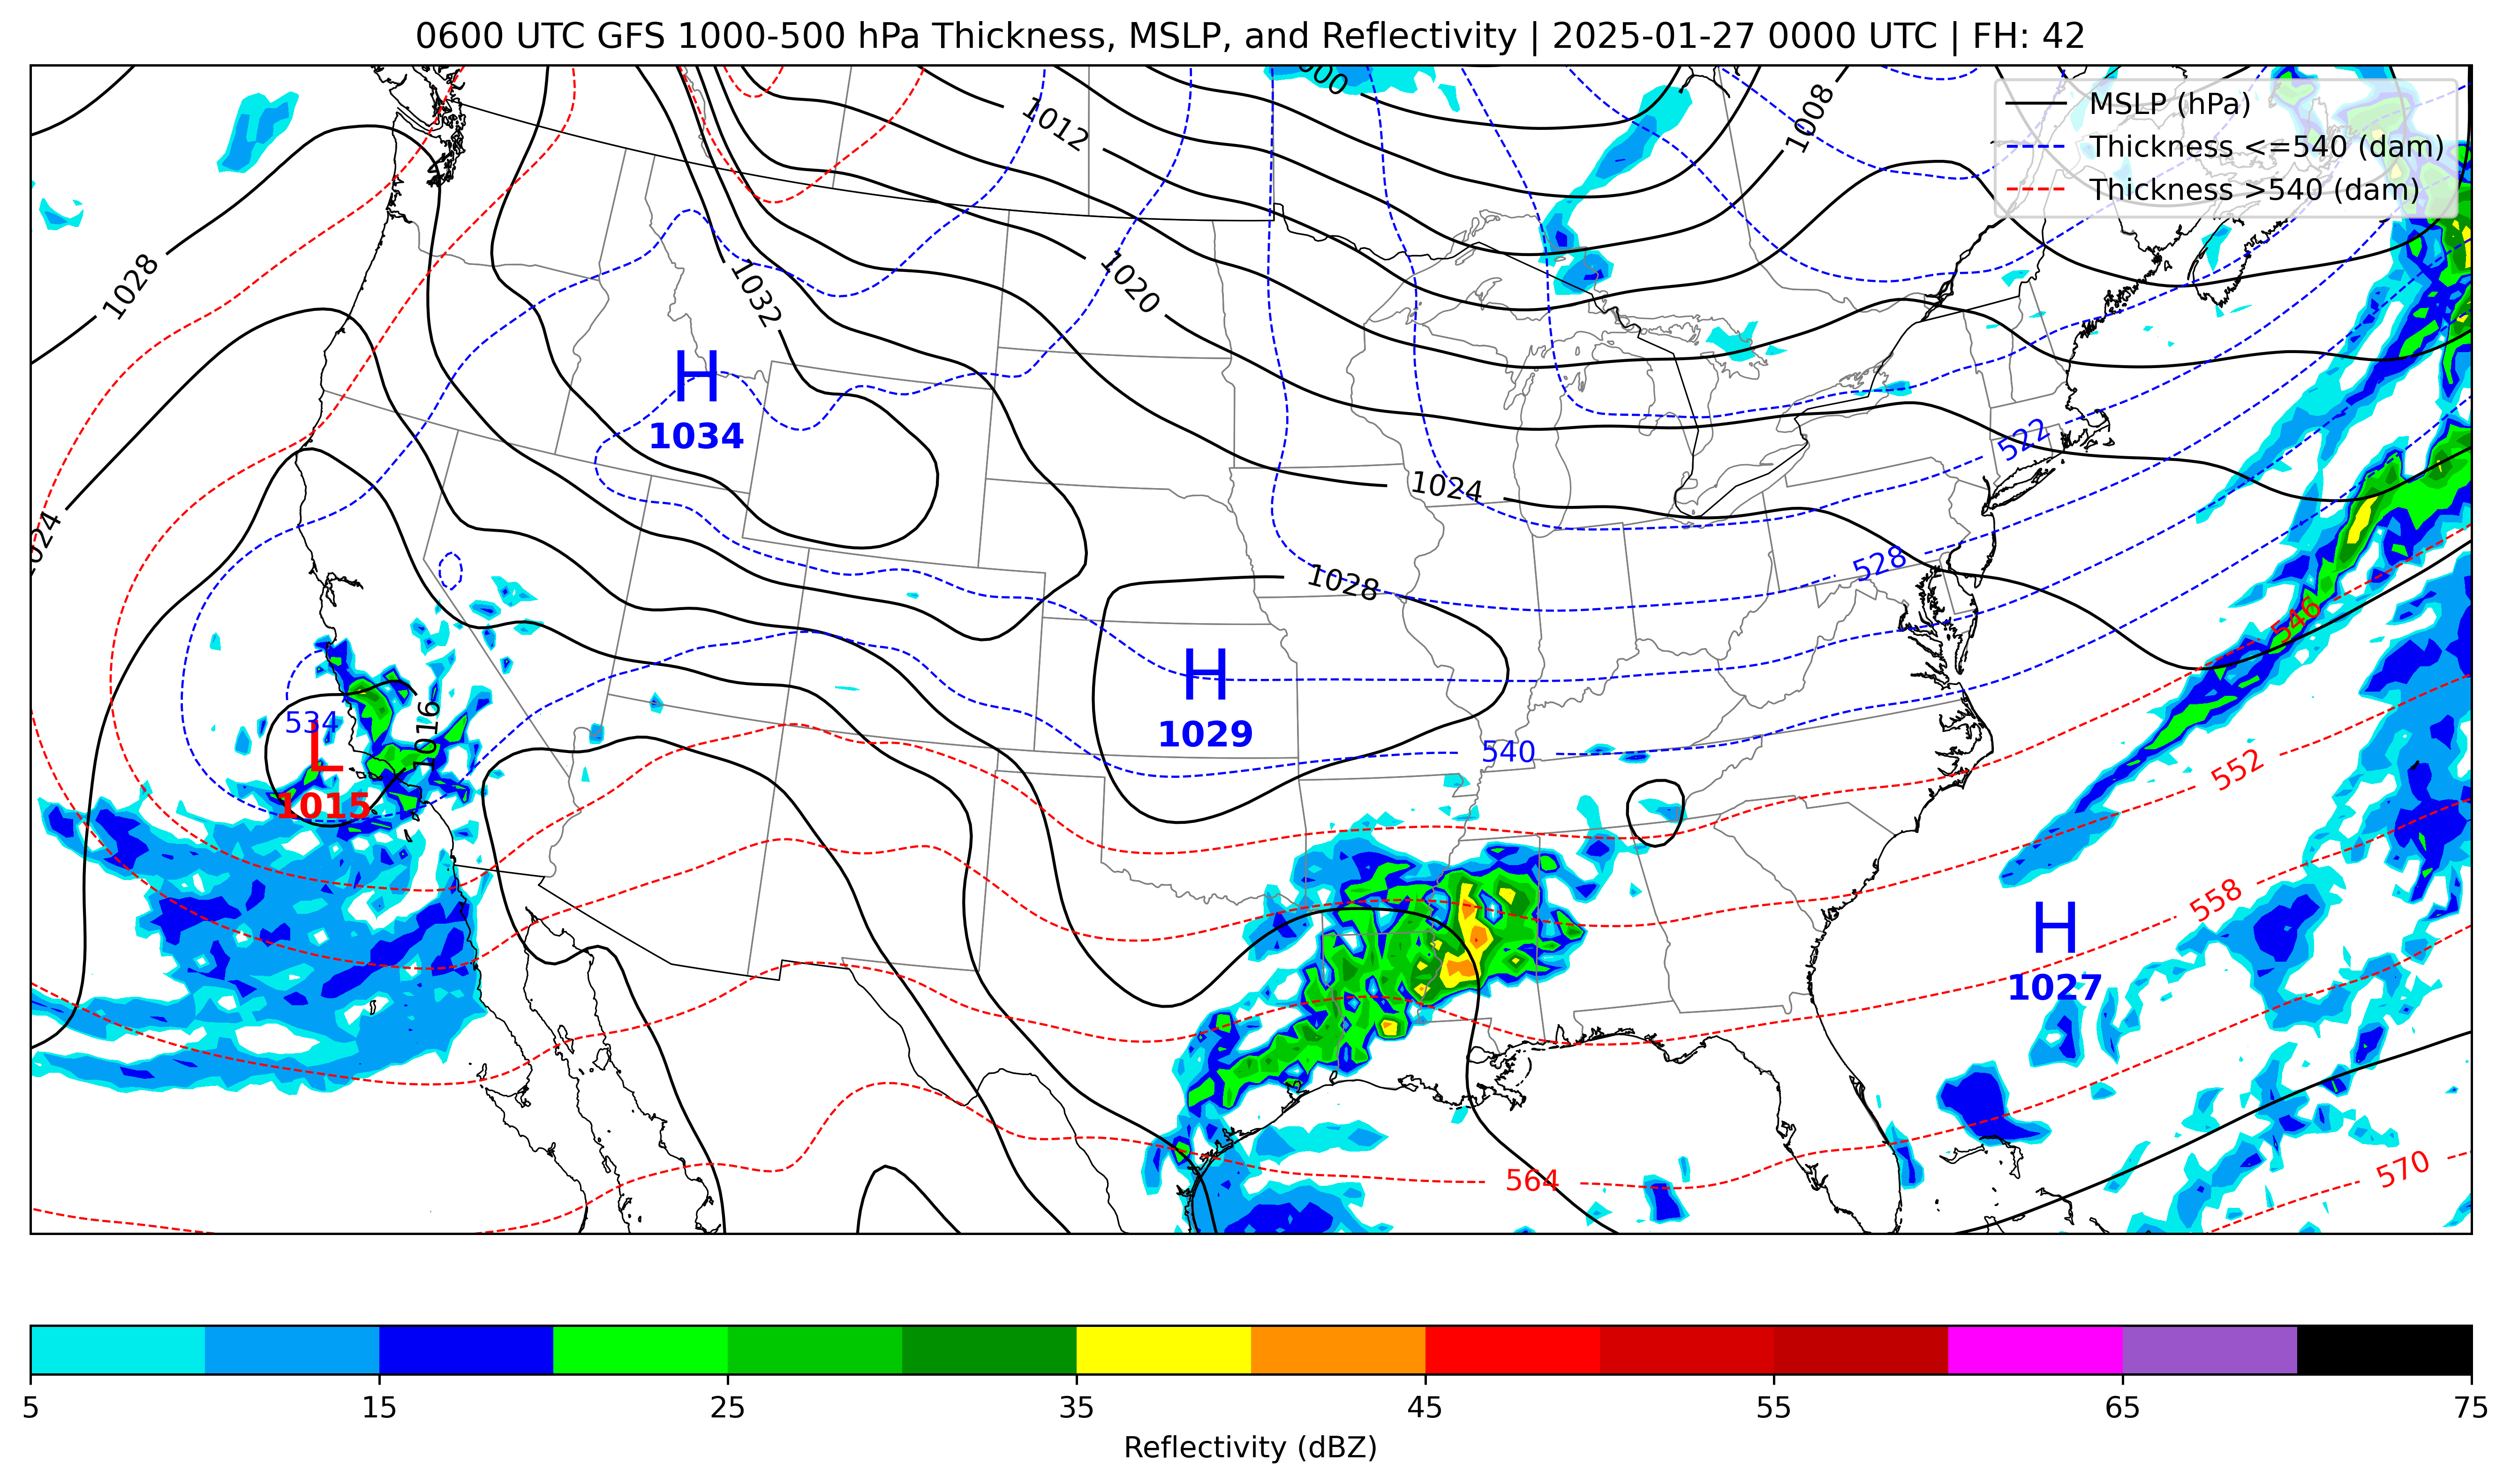 0600 UTC GFS 1000-500 hPa Thickness, MSLP, and Reflectivity | 2025-01-27 0000 UTC | FH: 42
MSLP (hPa)
Thickness <=540 (dam)
Thickness >540 (dam)
1012
1008
1028
1032
1020
H
1034
522
1024
528
1028
546
H
1029
534
1016
L
1015
540
552
558
H
1027
564
570
5 15 25 35 45 55 65 75
Reflectivity (dBZ)